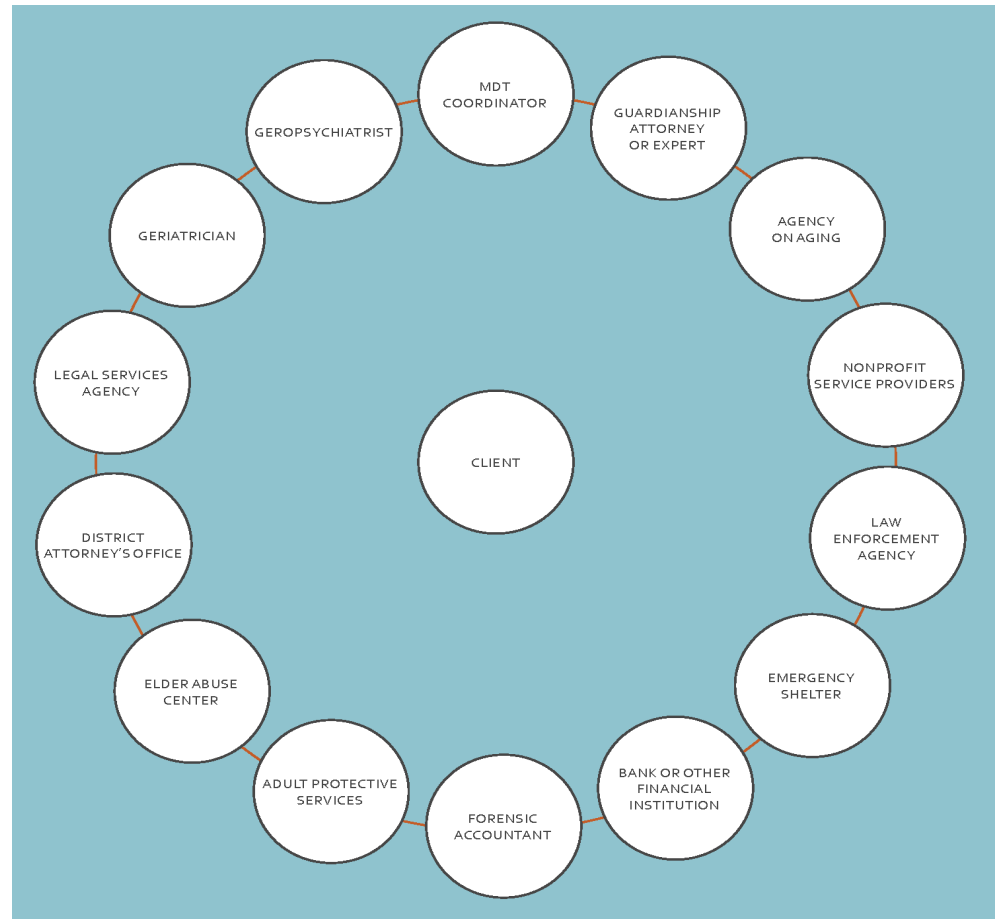 MDT
COORDINATOR
GUARDIANSHIP
ATTORNEY
OR EXPERT
AGENCY
ON AGING
NONPROFIT
SERVICE PROVIDERS
LAW
ENFORCEMENT
AGENCY
EMERGENCY
SHELTER
BANK OR OTHER
FINANCIAL
INSTITUTION
FORENSIC
ACCOUNTANT
ADULT PROTECTIVE
SERVICES
ELDER ABUSE
CENTER
DISTRICT
ATTORNEY'S OFFICE
LEGAL SERVICES
AGENCY
GERIATRICIAN
GEROPSYCHIATRIST
CLIENT